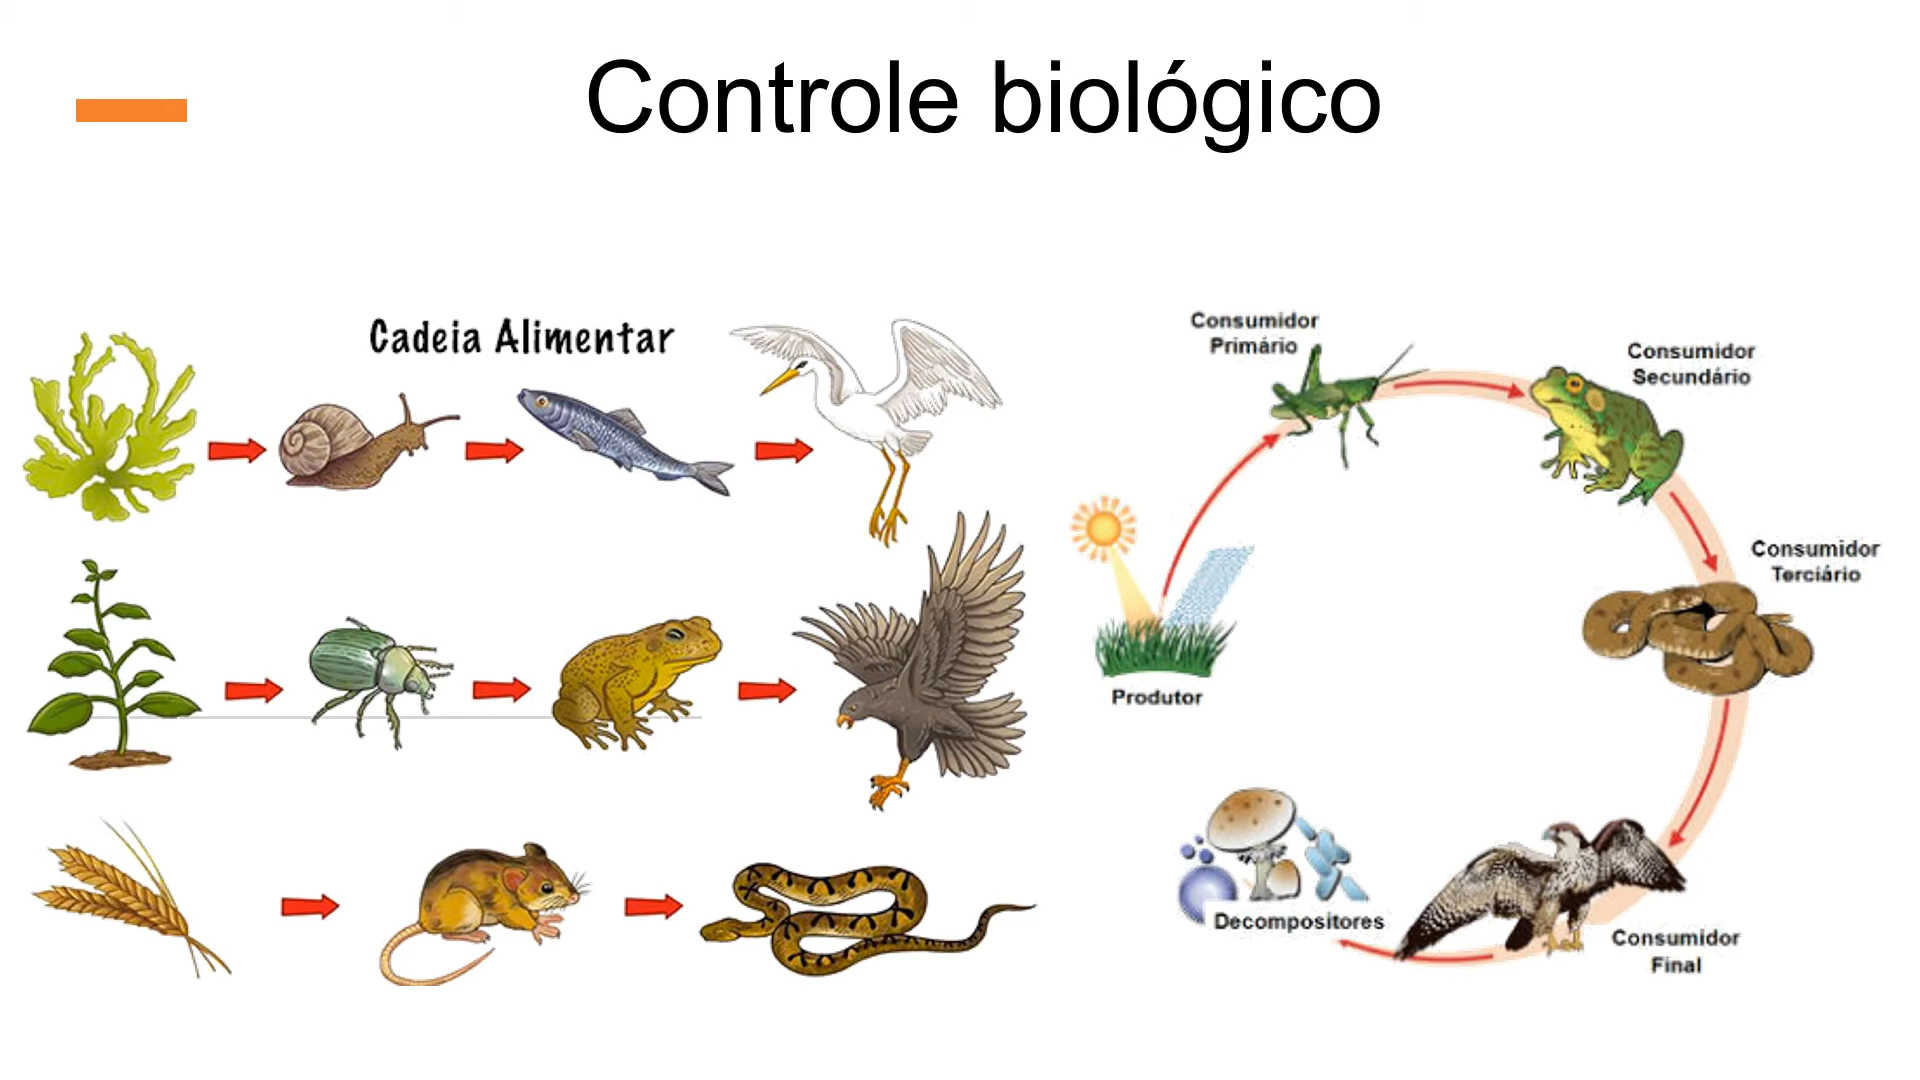 Controle biológico
Cadeia Alimentar
Consumidor
Primário
Consumidor
Secundário
Consumidor
Terciário
Produtor
Decompositores
Consumidor
Final